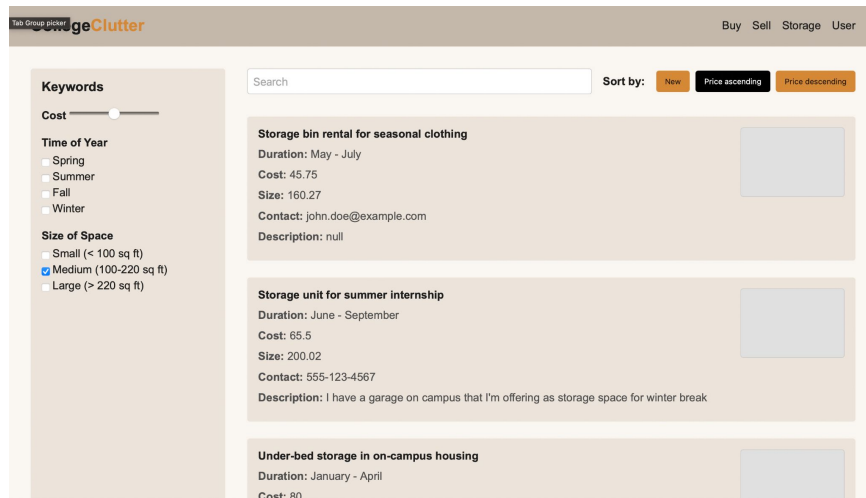 Tab Group picker
geClutter
Buy Sell Storage User
Keywords
Cost
Time of Year
Spring
Summer
Fall
Winter
Size of Space
Small (< 100 sq ft)
Medium (100-220 sq ft)
Large (> 220 sq ft)
Search
Sort by: New Price ascending Price descending
Storage bin rental for seasonal clothing
Duration: May - July
Cost: 45.75
Size: 160.27
Contact: john.doe@example.com
Description: null
Storage unit for summer internship
Duration: June - September
Cost: 65.5
Size: 200.02
Contact: 555-123-4567
Description: I have a garage on campus that I'm offering as storage space for winter break
Under-bed storage in on-campus housing
Duration: January - April
Cost: 80